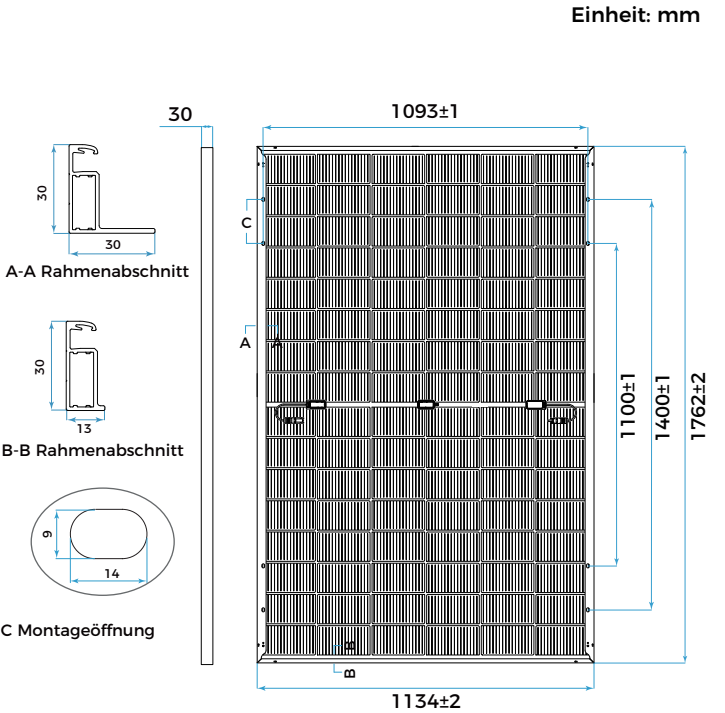 Einheit: mm
30
1093±1
30
30
A-A Rahmenabschnitt
C
A
A
30
13
B-B Rahmenabschnitt
1100±1
1400±1
1762±2
9
14
C Montageöffnung
B
B
1134±2